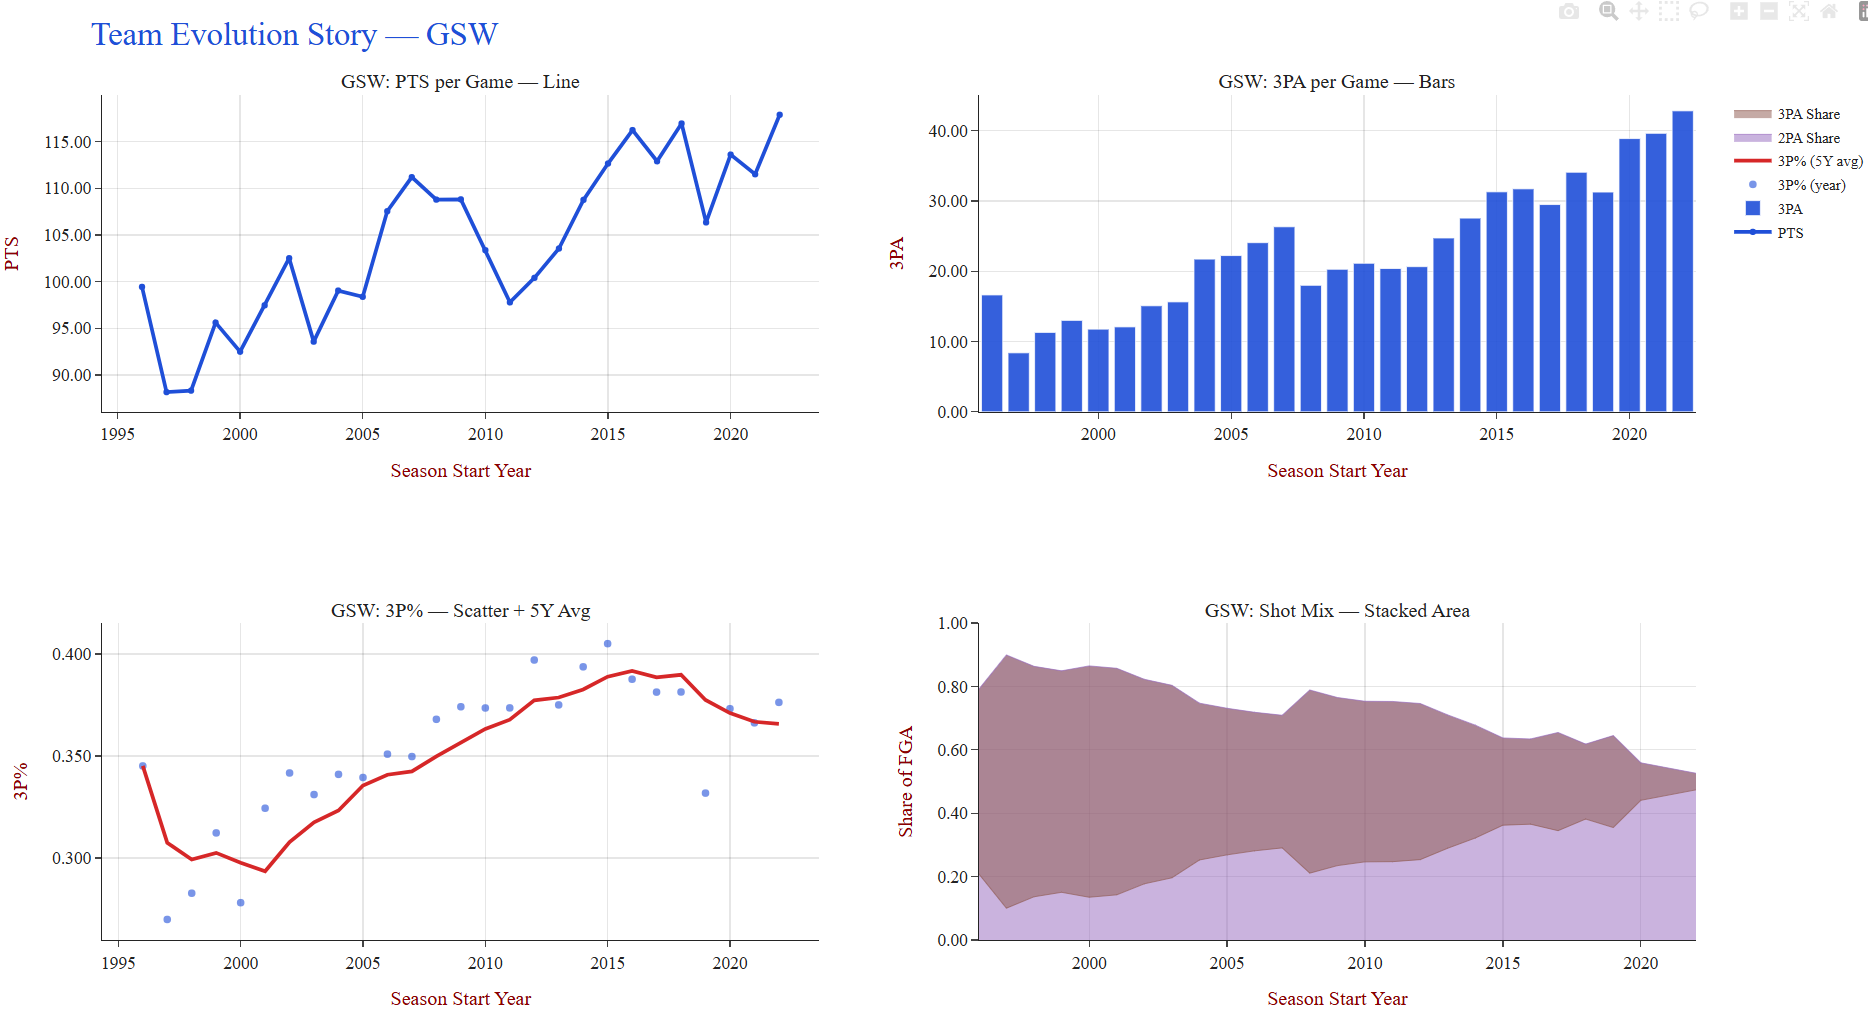 Team Evolution Story — GSW
GSW: PTS per Game — Line
PTS
115.00
110.00
105.00
100.00
95.00
90.00
1995
2000
2005
2010
2015
2020
Season Start Year
GSW: 3PA per Game — Bars
3PA
40.00
30.00
20.00
10.00
0.00
2000
2005
2010
2015
2020
Season Start Year
3PA Share
2PA Share
3P% (5Y avg)
3P% (year)
3PA
PTS
GSW: 3P% — Scatter + 5Y Avg
3P%
0.400
0.350
0.300
1995
2000
2005
2010
2015
2020
Season Start Year
GSW: Shot Mix — Stacked Area
Share of FGA
1.00
0.80
0.60
0.40
0.20
0.00
2000
2005
2010
2015
2020
Season Start Year